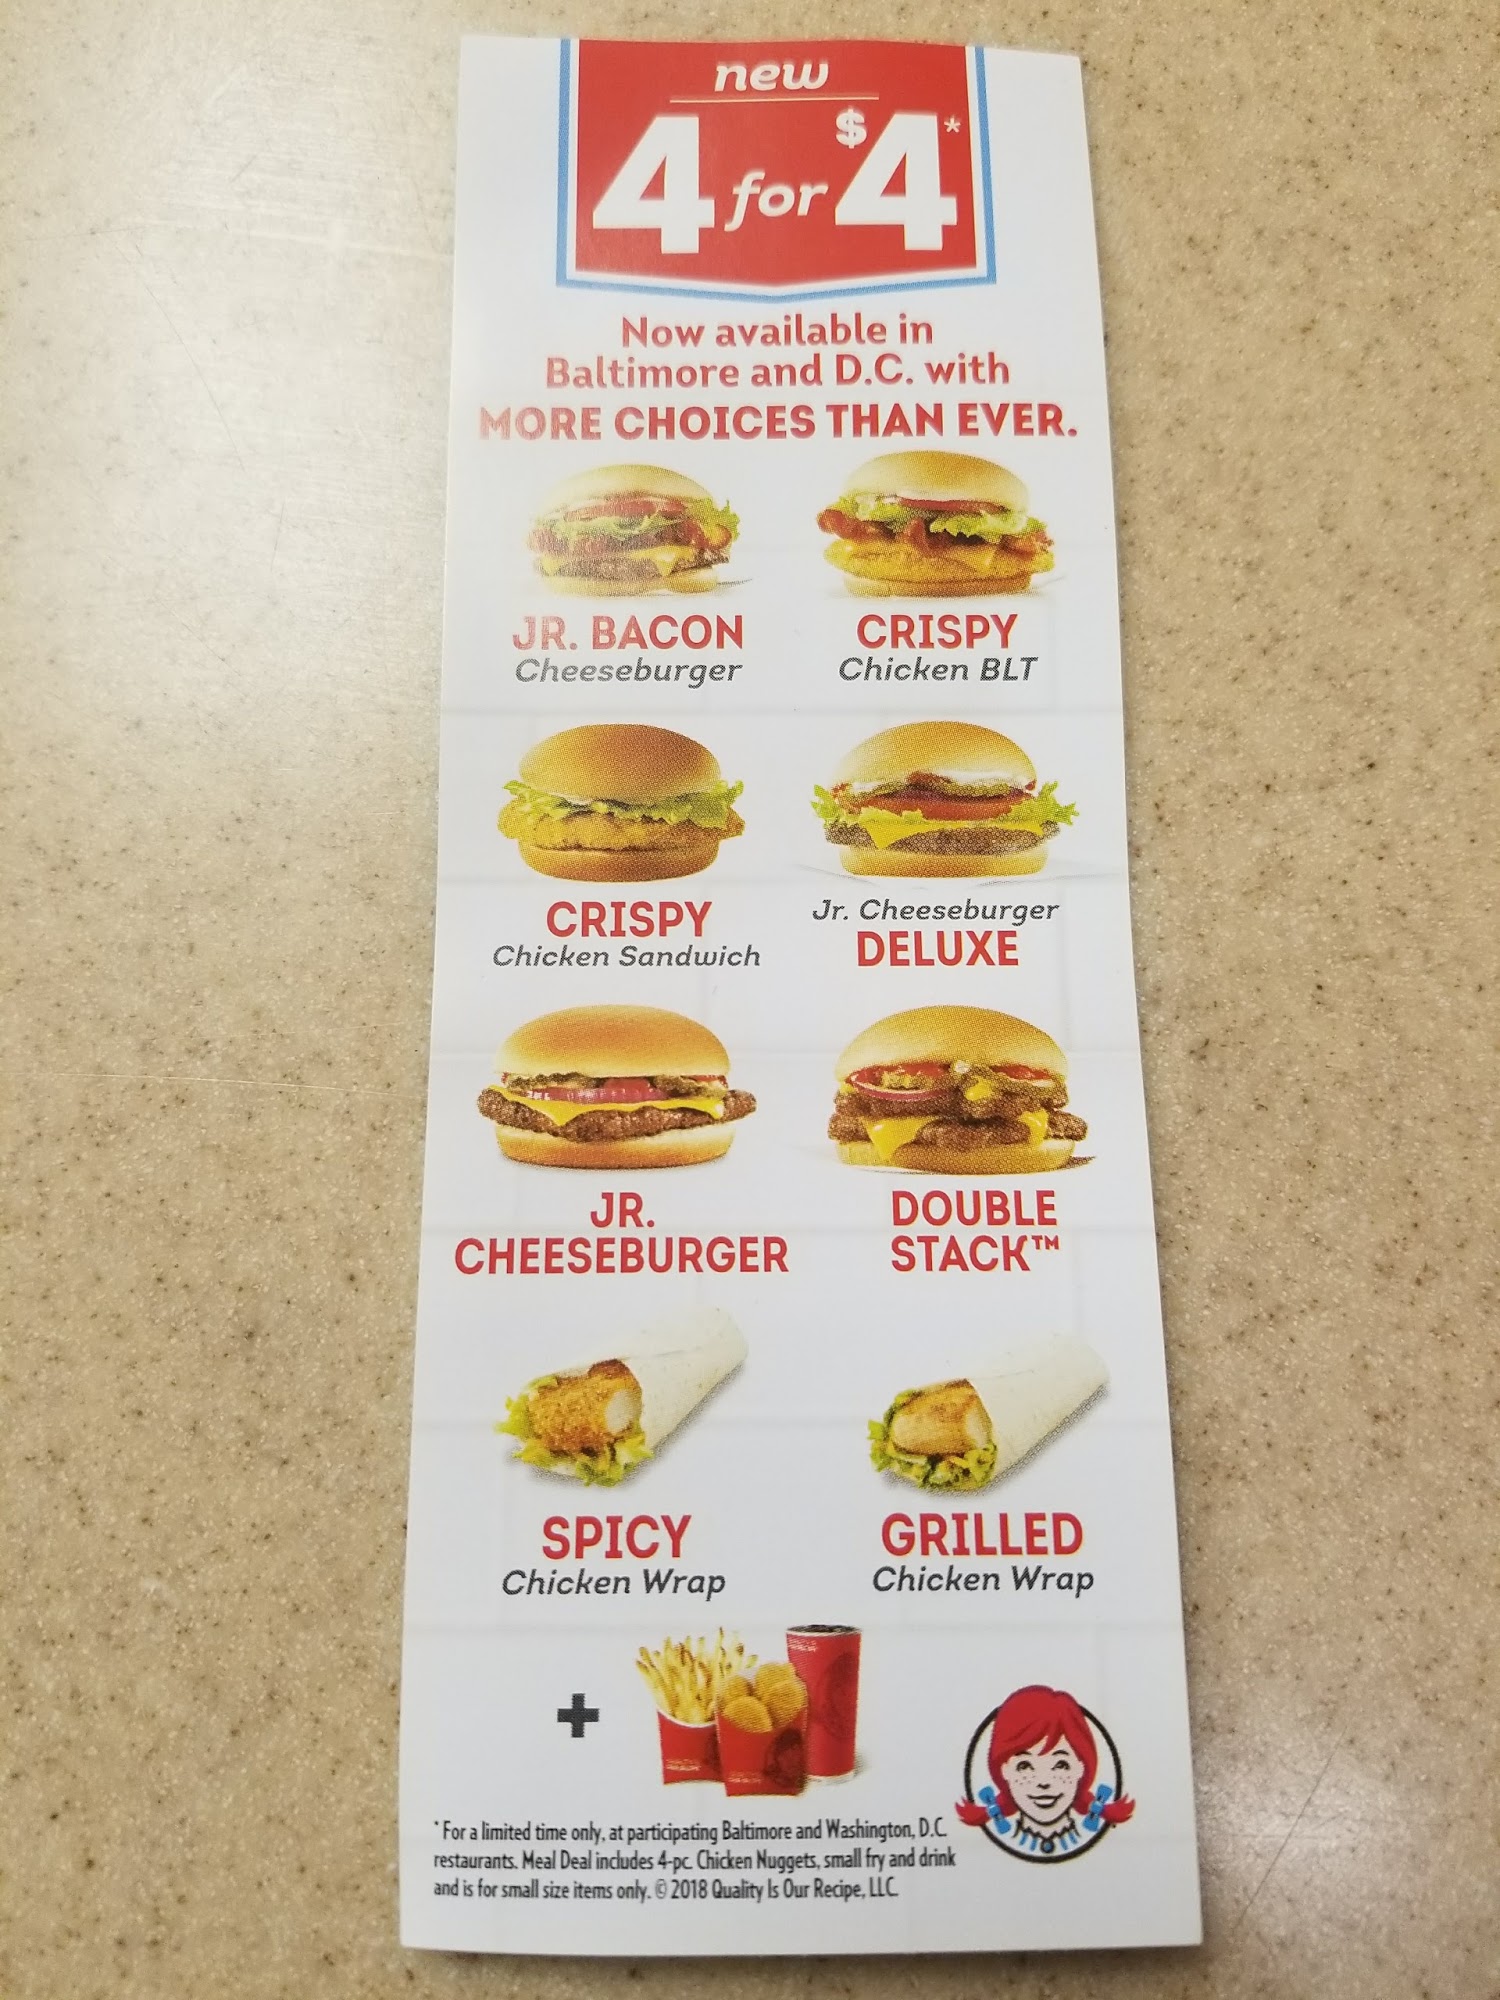 new
4 for $4*
Now available in
Baltimore and D.C. with
MORE CHOICES THAN EVER.
JR. BACON
Cheeseburger
CRISPY
Chicken BLT
CRISPY
Chicken Sandwich
Jr. Cheeseburger
DELUXE
JR.
CHEESEBURGER
DOUBLE
STACK™
SPICY
Chicken Wrap
GRILLED
Chicken Wrap
+
*For a limited time only, at participating Baltimore and Washington, D.C.
restaurants. Meal Deal includes 4-pc. Chicken Nuggets, small fry and drink
and is for small size items only. © 2018 Quality Is Our Recipe, LLC.